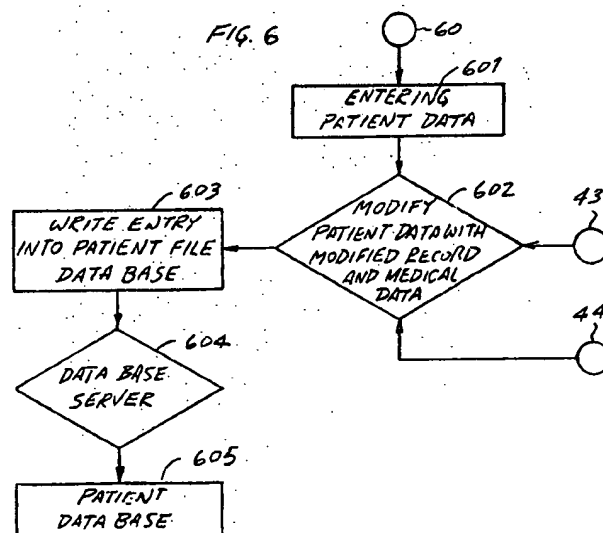 FIG. 6
60
601
ENTERING
PATIENT DATA
602
MODIFY
PATIENT DATA WITH
MODIFIED RECORD
AND MEDICAL
DATA
43
44
603
WRITE ENTRY
INTO PATIENT FILE
DATA BASE
604
DATA BASE
SERVER
605
PATIENT
DATA BASE